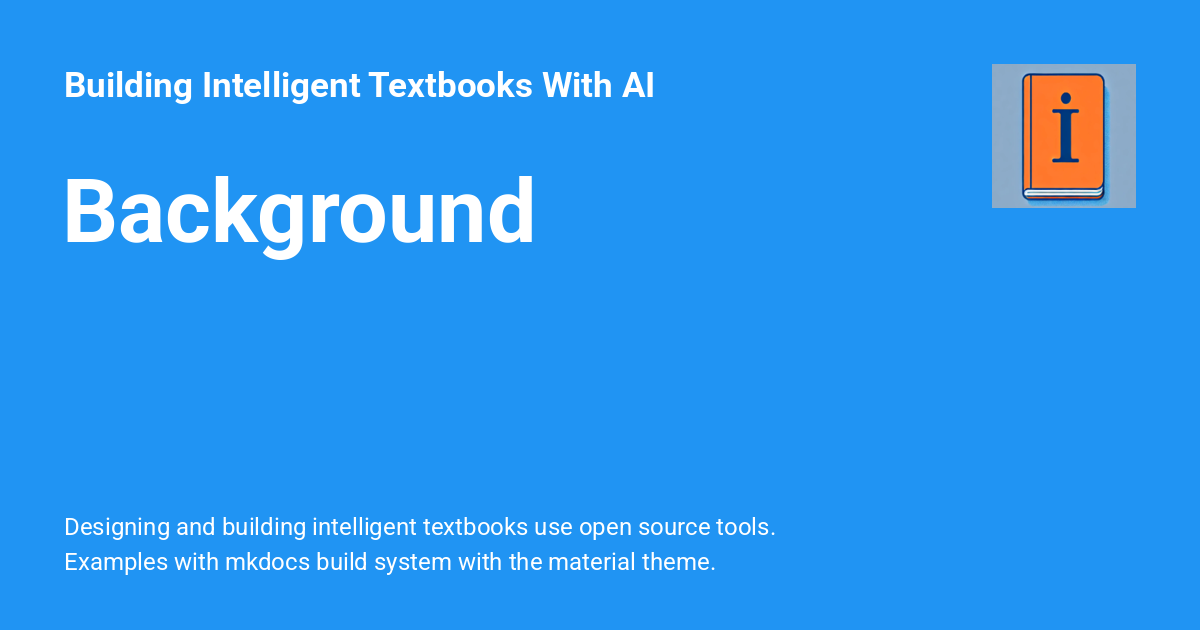 Building Intelligent Textbooks With AI
i
Background
Designing and building intelligent textbooks use open source tools.
Examples with mkdocs build system with the material theme.